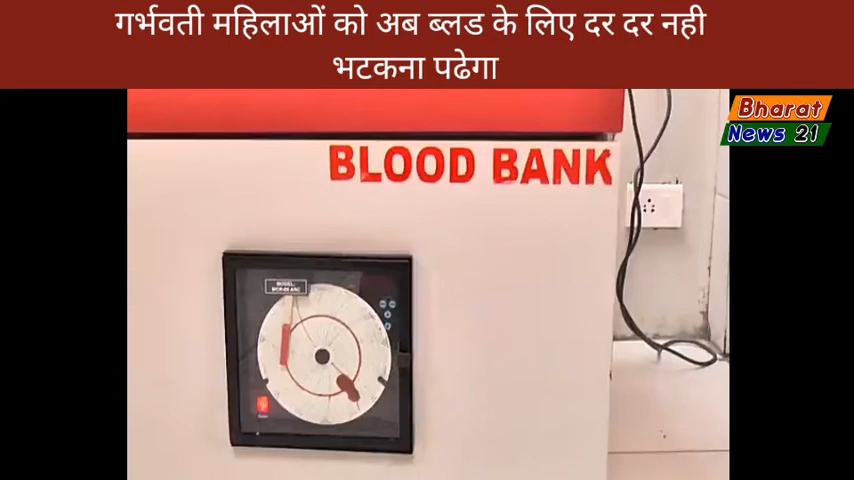 गर्भवती महिलाओं को अब ब्लड के लिए दर दर नही
भटकना पढेगा
Bharat
News 21
BLOOD BANK
MODEL: